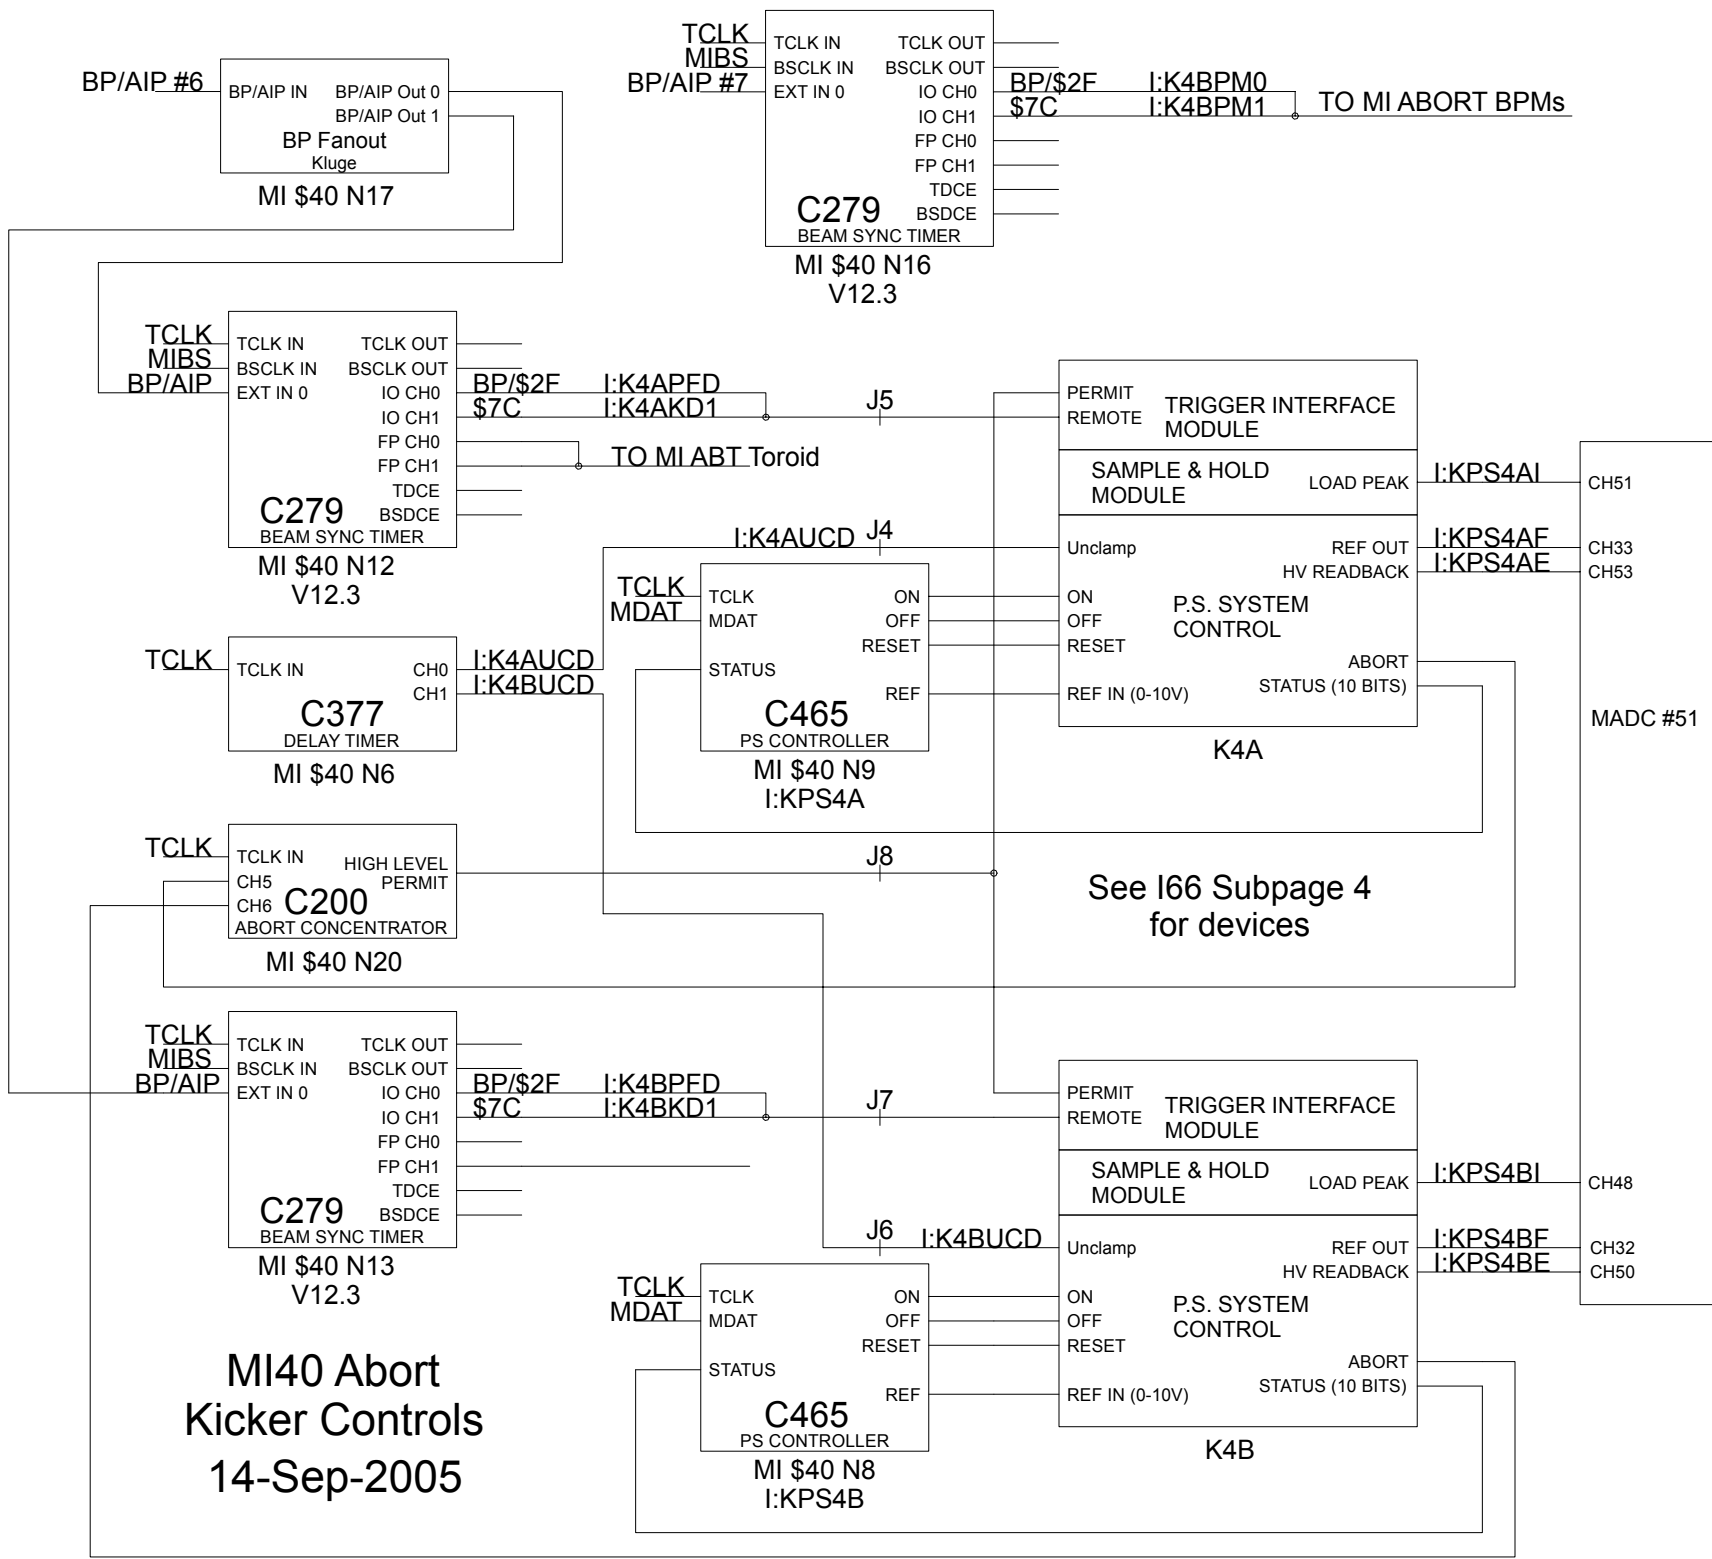 BP/AIP #6
BP/AIP IN
BP/AIP Out 0
BP/AIP Out 1
BP Fanout
Kluge
MI $40 N17
TCLK
MIBS
BP/AIP #7
TCLK IN
BSCLK IN
EXT IN 0
TCLK OUT
BSCLK OUT
IO CH0
IO CH1
FP CH0
FP CH1
TDCE
BSDCE
C279
BEAM SYNC TIMER
MI $40 N16
V12.3
BP/$2F
$7C
I:K4BPM0
I:K4BPM1
TO MI ABORT BPMs
TCLK
MIBS
BP/AIP
TCLK IN
BSCLK IN
EXT IN 0
TCLK OUT
BSCLK OUT
IO CH0
IO CH1
FP CH0
FP CH1
TDCE
BSDCE
C279
BEAM SYNC TIMER
MI $40 N12
V12.3
BP/$2F
$7C
I:K4APFD
I:K4AKD1
TO MI ABT Toroid
J5
PERMIT
REMOTE
TRIGGER INTERFACE
MODULE
SAMPLE & HOLD
MODULE
LOAD PEAK
I:KPS4AI
CH51
I:K4AUCD
J4
Unclamp
REF OUT
HV READBACK
I:KPS4AF
I:KPS4AE
CH33
CH53
TCLK
MDAT
TCLK
MDAT
STATUS
ON
OFF
RESET
REF
C465
PS CONTROLLER
MI $40 N9
I:KPS4A
ON
OFF
RESET
REF IN (0-10V)
P.S. SYSTEM
CONTROL
ABORT
STATUS (10 BITS)
K4A
MADC #51
TCLK
TCLK IN
CH0
CH1
I:K4AUCD
I:K4BUCD
C377
DELAY TIMER
MI $40 N6
TCLK
TCLK IN
CH5
CH6
HIGH LEVEL
PERMIT
C200
ABORT CONCENTRATOR
MI $40 N20
J8
See I66 Subpage 4
for devices
TCLK
MIBS
BP/AIP
TCLK IN
BSCLK IN
EXT IN 0
TCLK OUT
BSCLK OUT
IO CH0
IO CH1
FP CH0
FP CH1
TDCE
BSDCE
C279
BEAM SYNC TIMER
MI $40 N13
V12.3
BP/$2F
$7C
I:K4BPFD
I:K4BKD1
J7
PERMIT
REMOTE
TRIGGER INTERFACE
MODULE
SAMPLE & HOLD
MODULE
LOAD PEAK
I:KPS4BI
CH48
J6
I:K4BUCD
Unclamp
REF OUT
HV READBACK
I:KPS4BF
I:KPS4BE
CH32
CH50
TCLK
MDAT
TCLK
MDAT
STATUS
ON
OFF
RESET
REF
C465
PS CONTROLLER
MI $40 N8
I:KPS4B
ON
OFF
RESET
REF IN (0-10V)
P.S. SYSTEM
CONTROL
ABORT
STATUS (10 BITS)
K4B
MI40 Abort
Kicker Controls
14-Sep-2005